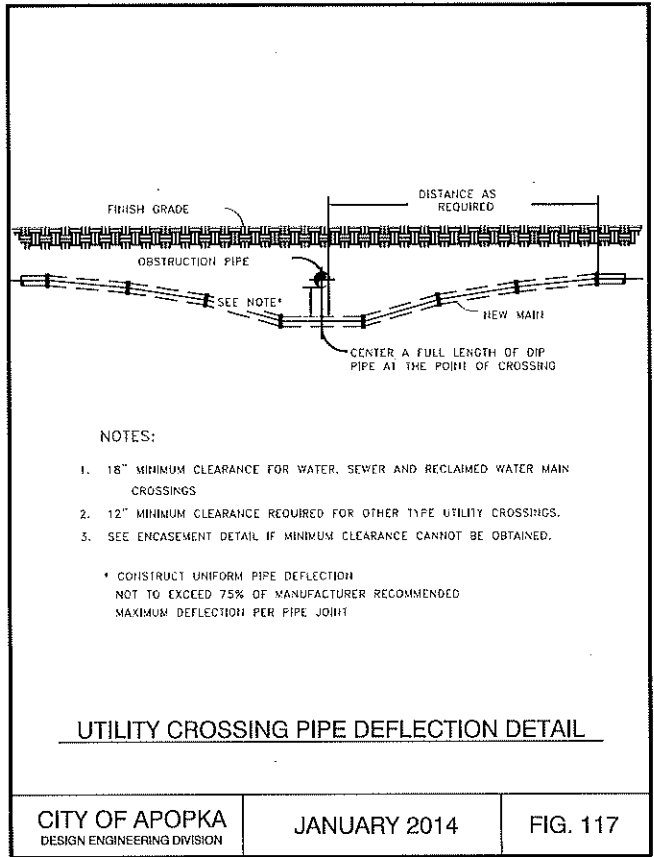 DISTANCE AS
REQUIRED
FINISH GRADE
OBSTRUCTION PIPE
SEE NOTE*
NEW MAIN
CENTER A FULL LENGTH OF DIP
PIPE AT THE POINT OF CROSSING
NOTES:
1. 18" MINIMUM CLEARANCE FOR WATER, SEWER AND RECLAIMED WATER MAIN
CROSSINGS
2. 12" MINIMUM CLEARANCE REQUIRED FOR OTHER TYPE UTILITY CROSSINGS.
3. SEE ENCASEMENT DETAIL IF MINIMUM CLEARANCE CANNOT BE OBTAINED.
* CONSTRUCT UNIFORM PIPE DEFLECTION
NOT TO EXCEED 75% OF MANUFACTURER RECOMMENDED
MAXIMUM DEFLECTION PER PIPE JOINT
UTILITY CROSSING PIPE DEFLECTION DETAIL
CITY OF APOPKA
DESIGN ENGINEERING DIVISION
JANUARY 2014
FIG. 117